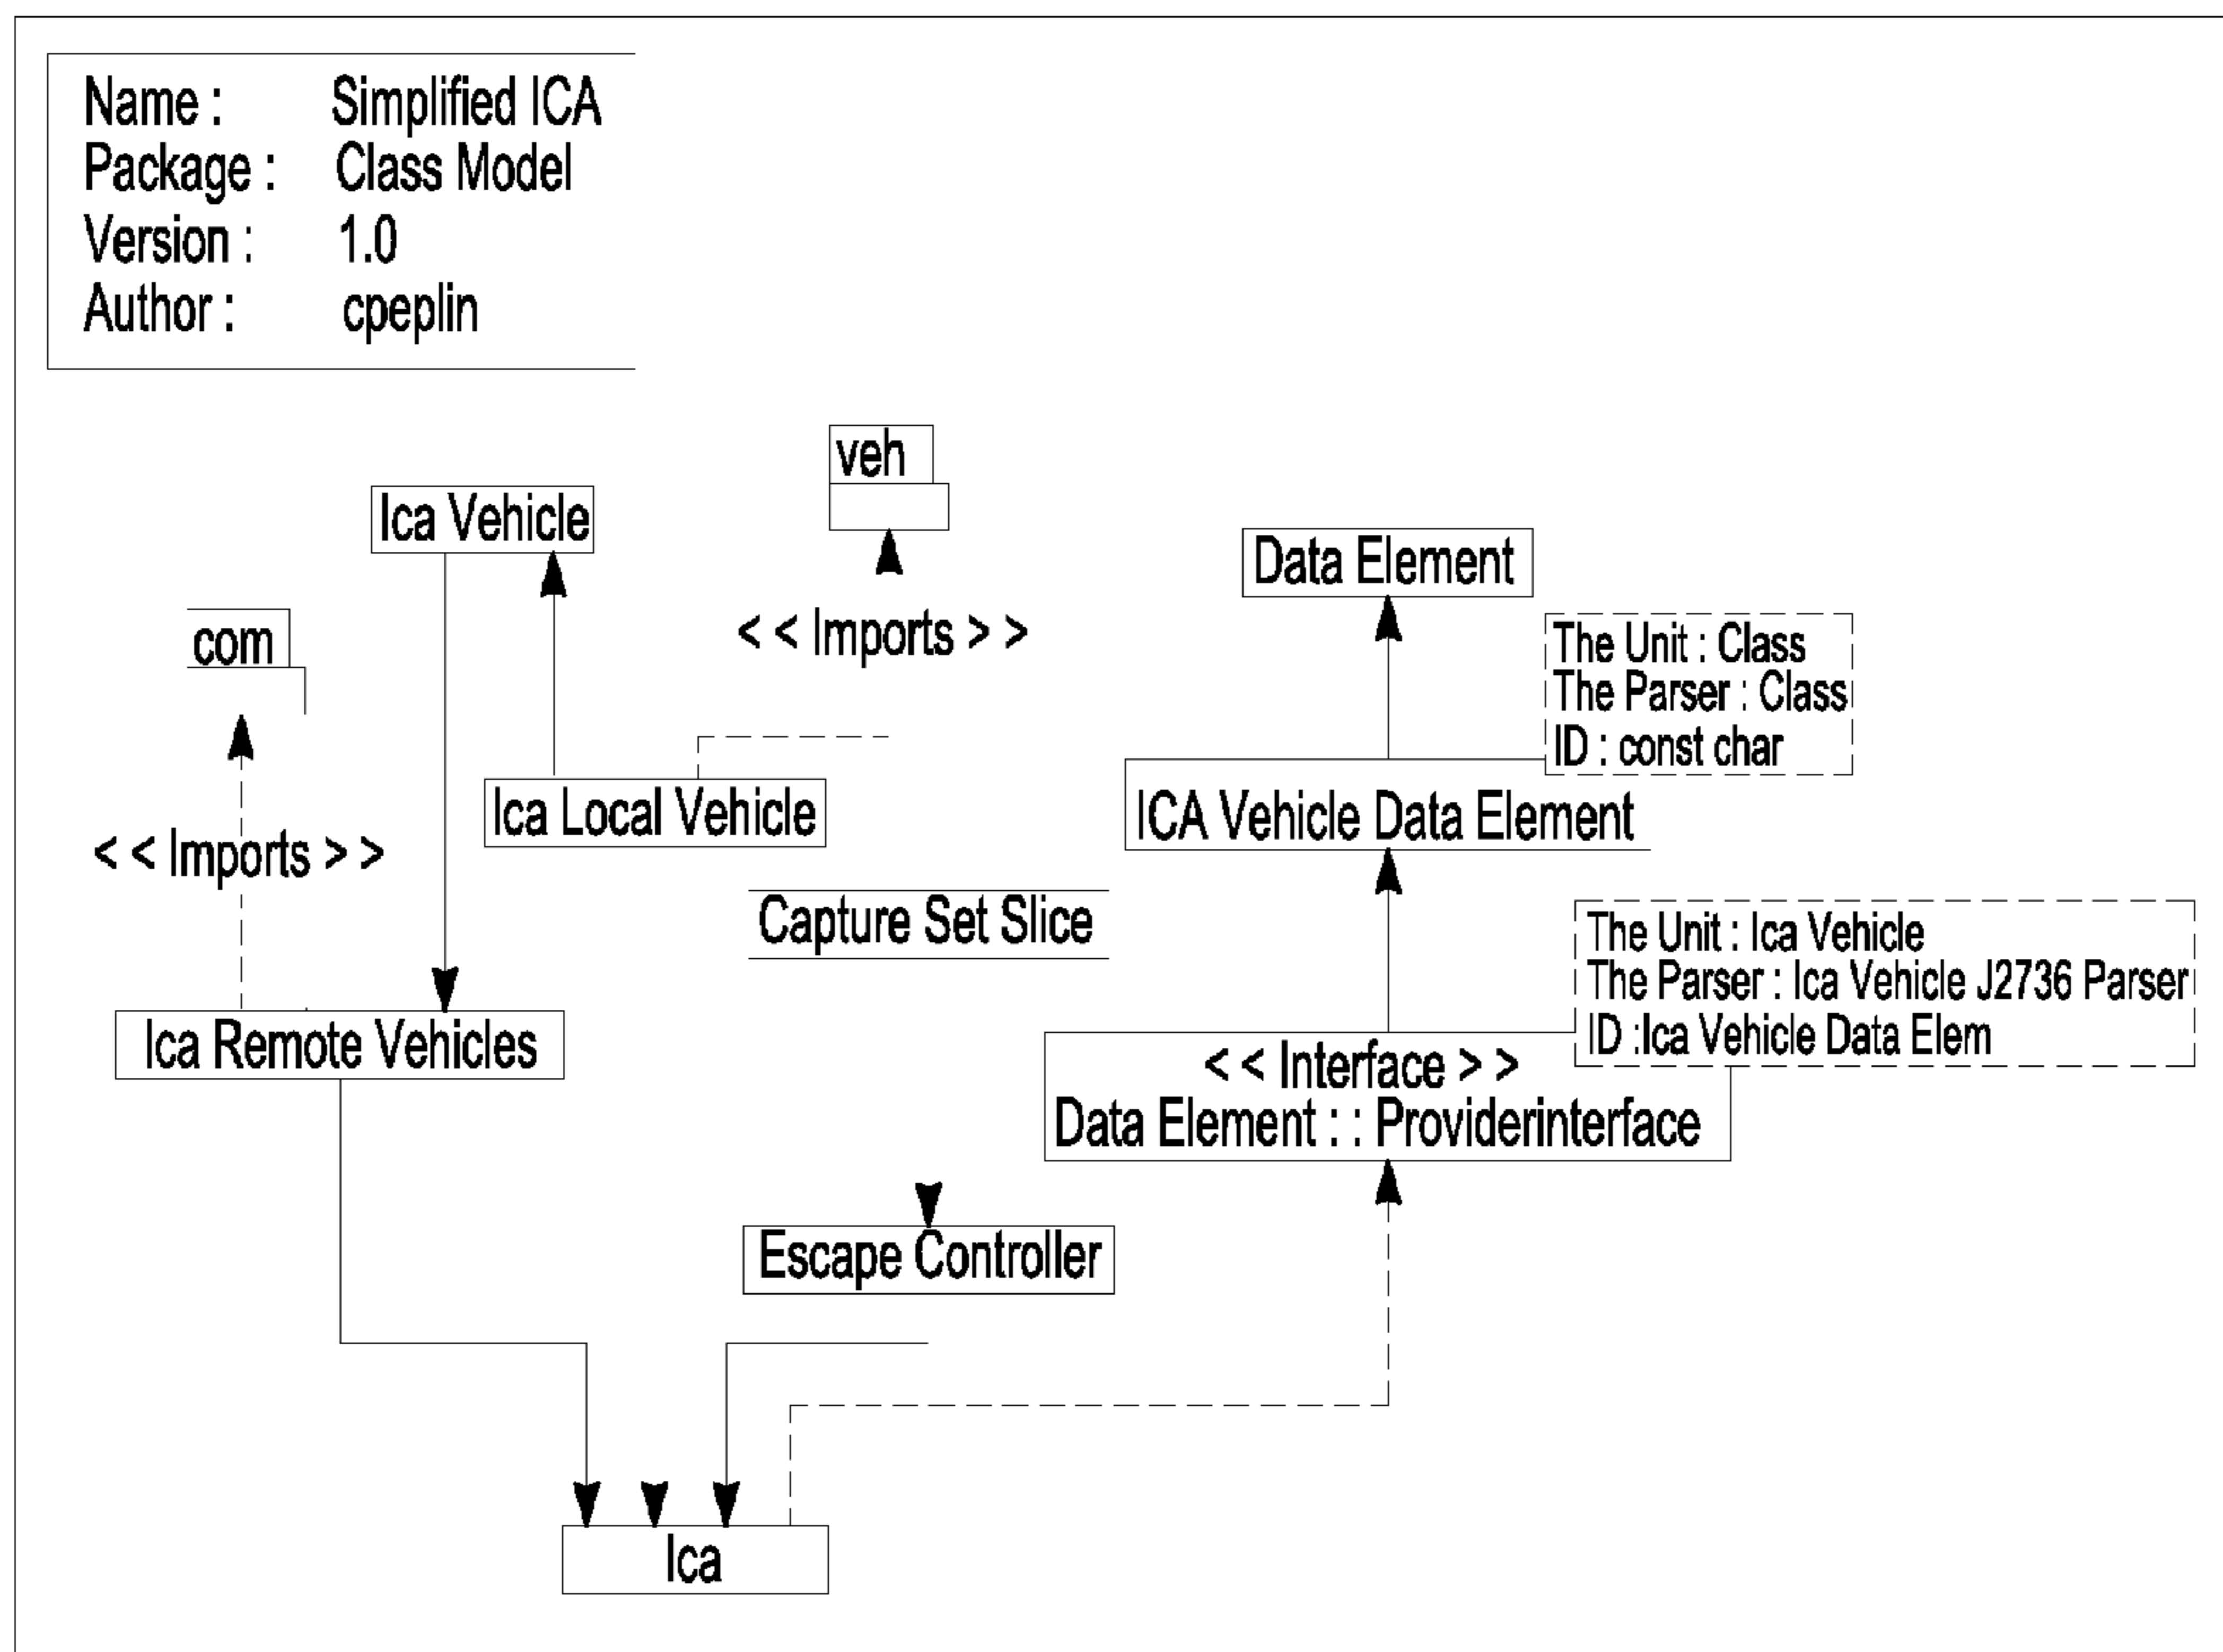 Name : Simplified ICA
Package : Class Model
Version : 1.0
Author : cpeplin
veh
Ica Vehicle
Data Element
<< Imports >>
com
The Unit : Class
The Parser : Class
ID : const char
Ica Local Vehicle
ICA Vehicle Data Element
<< Imports >>
Capture Set Slice
The Unit : Ica Vehicle
The Parser : Ica Vehicle J2736 Parser
ID :Ica Vehicle Data Elem
Ica Remote Vehicles
<< Interface >>
Data Element : : Providerinterface
Escape Controller
Ica